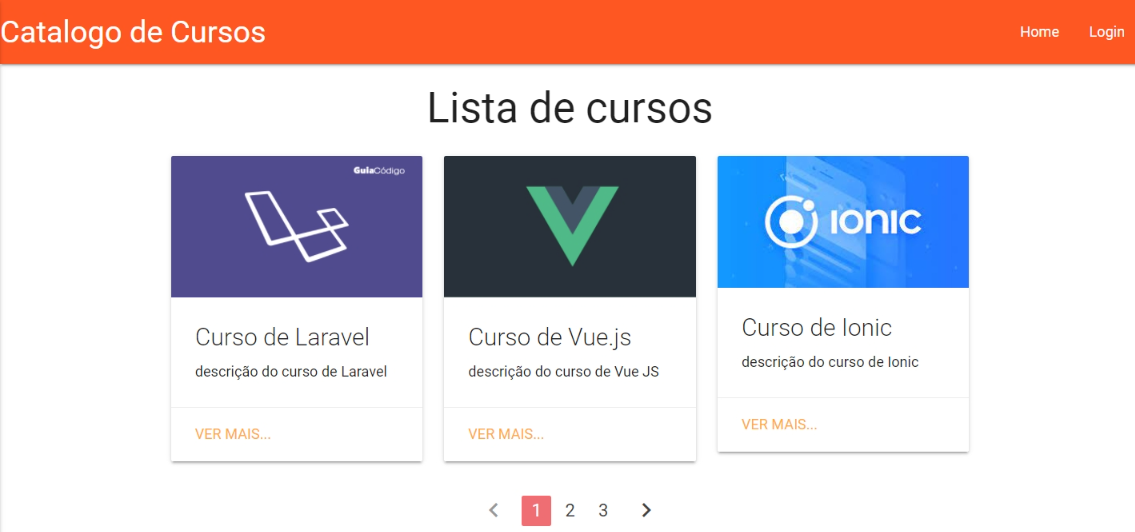 Catalogo de Cursos
Home
Login
Lista de cursos
GuiaCódigo
IONIC
Curso de Laravel
descrição do curso de Laravel
VER MAIS...
Curso de Vue.js
descrição do curso de Vue JS
VER MAIS...
Curso de Ionic
descrição do curso de Ionic
VER MAIS...
1 2 3